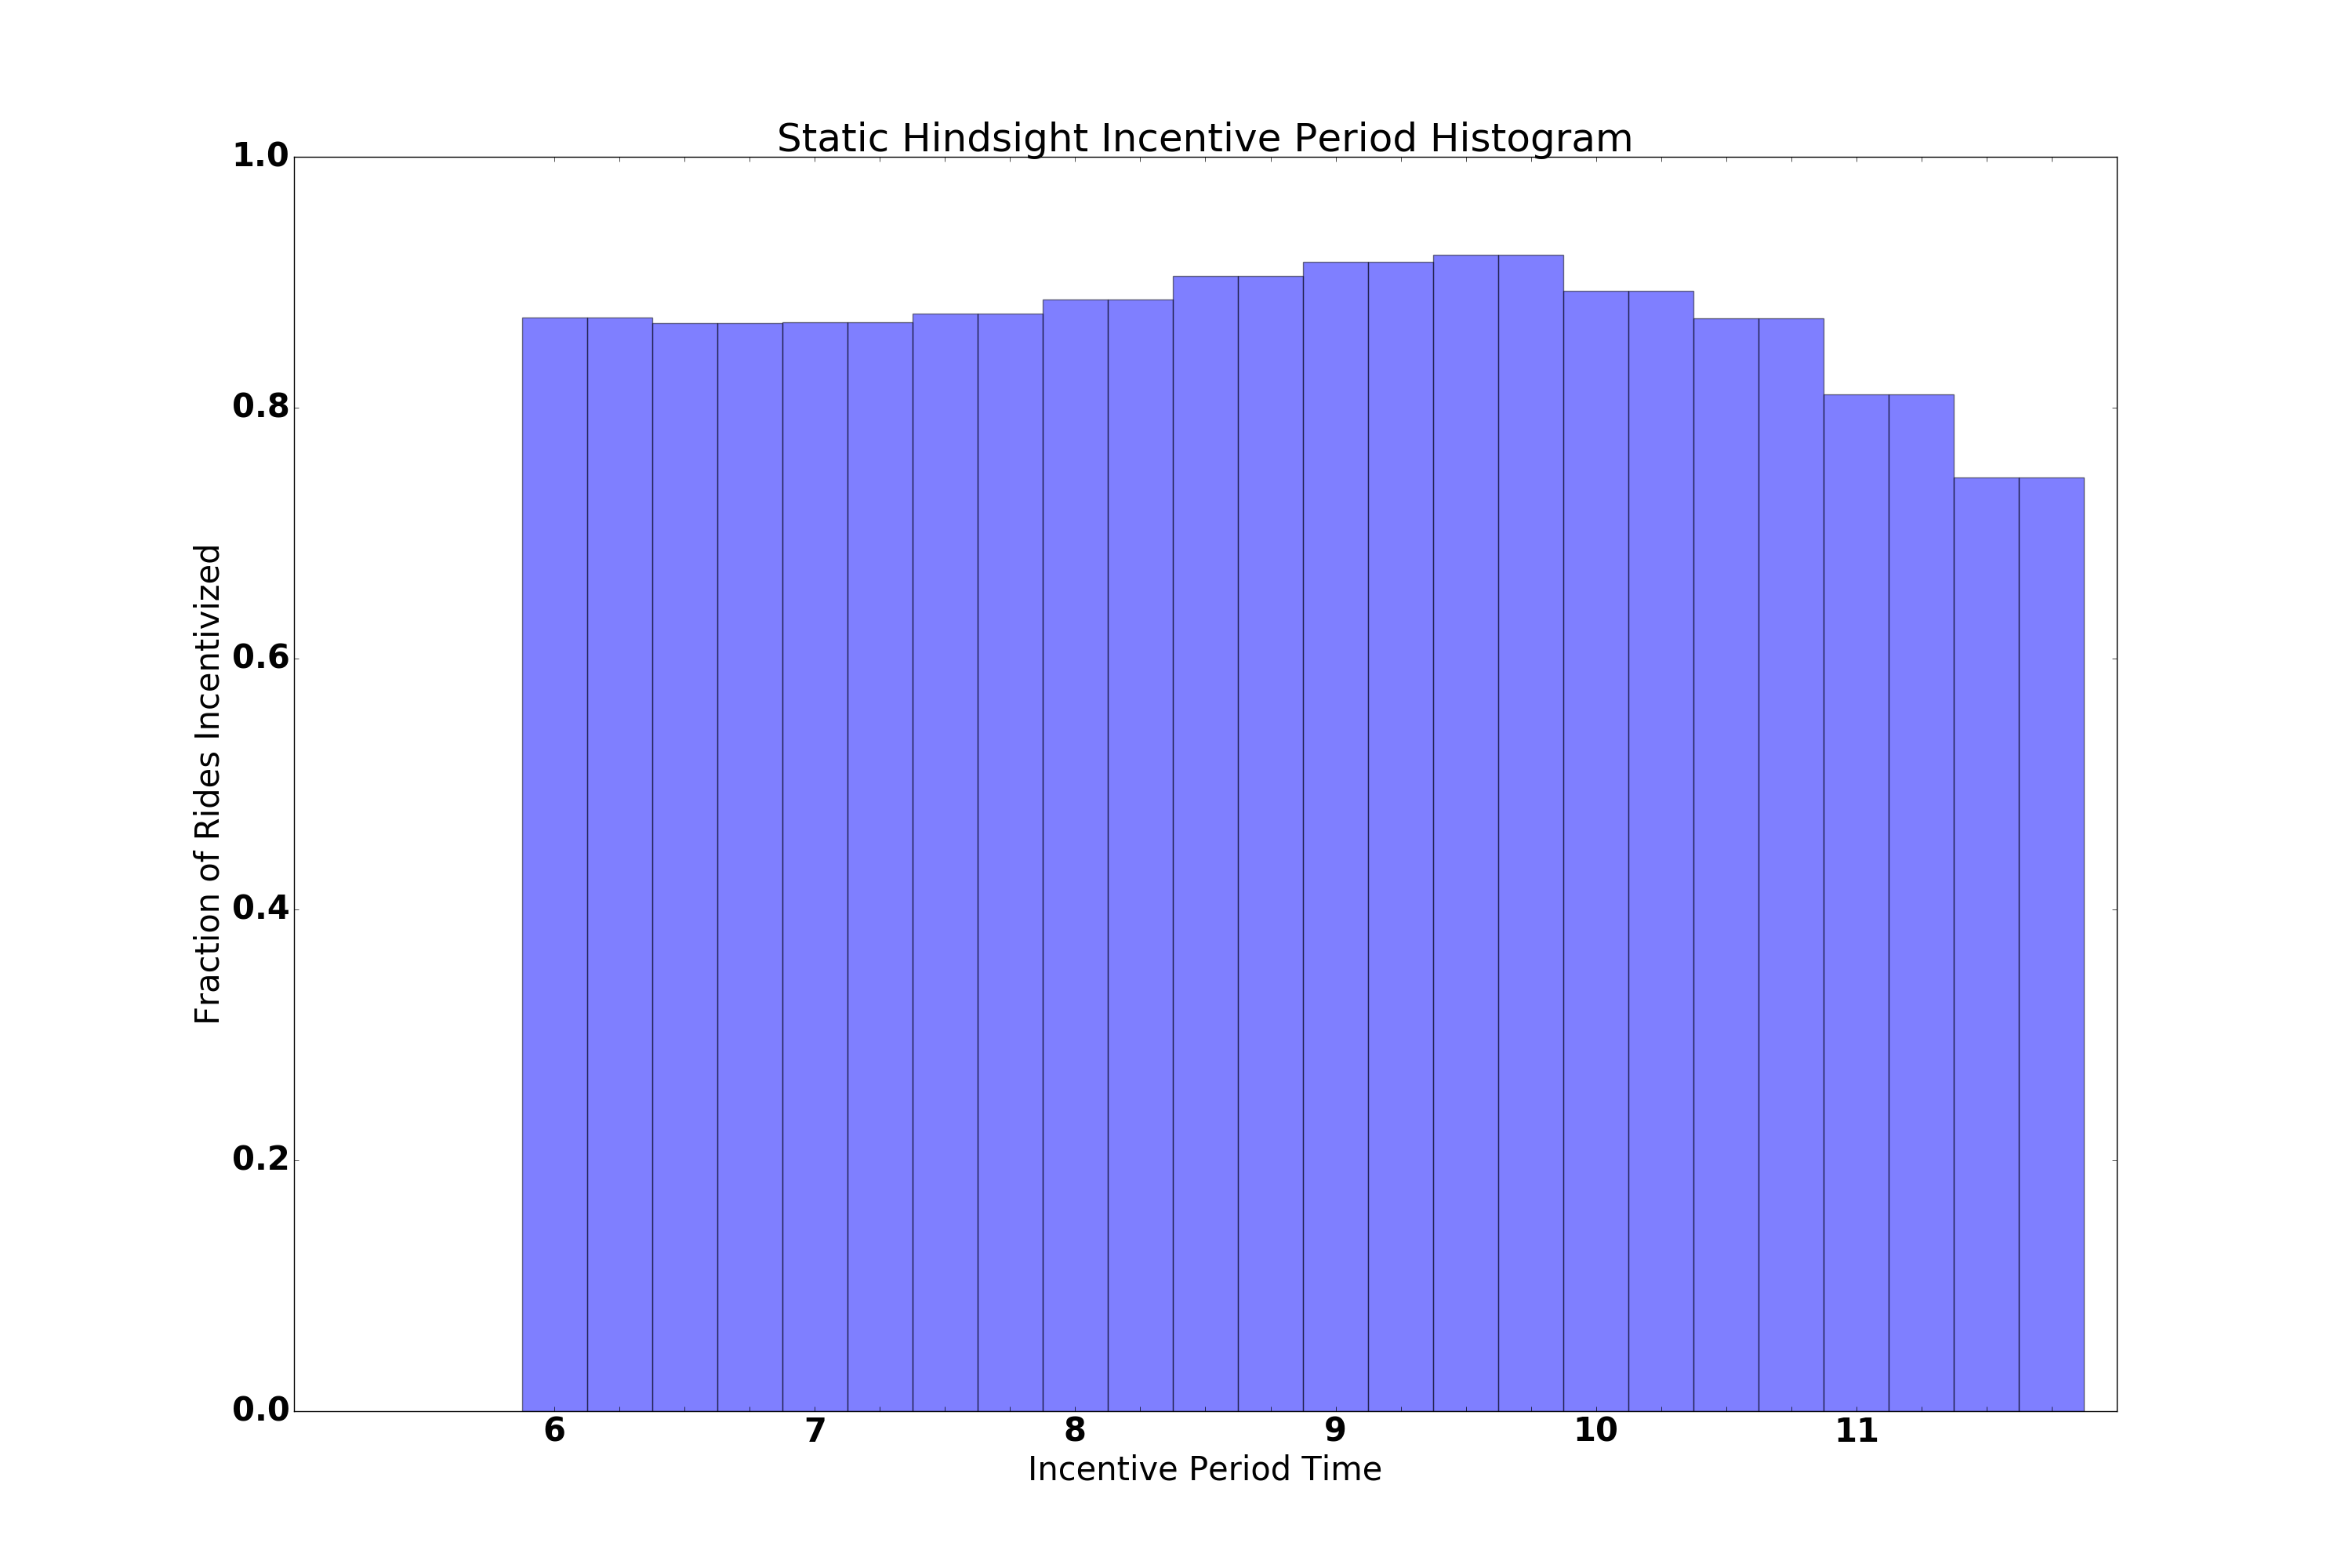 Static Hindsight Incentive Period Histogram
1.0
0.8
0.6
0.4
0.2
0.0
Fraction of Rides Incentivized
6 7 8 9 10 11
Incentive Period Time